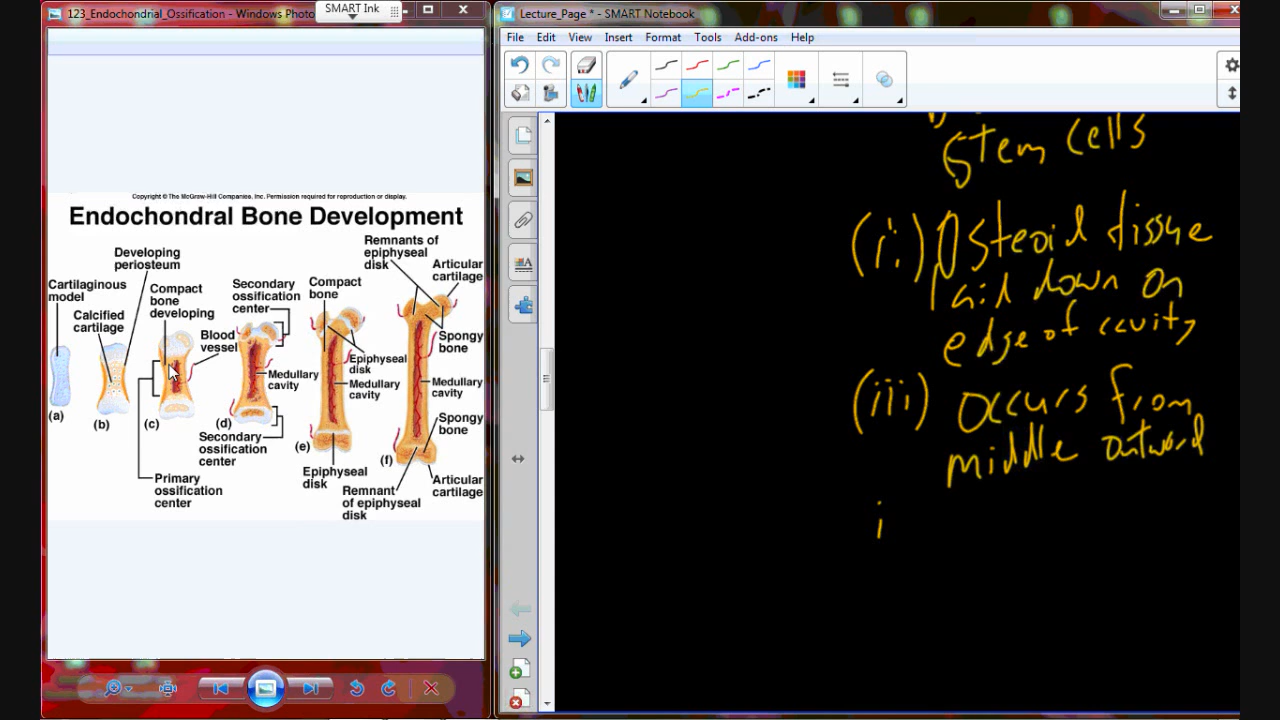 123_Endochondral_Ossification - Windows Photo
SMART Ink
Lecture_Page * - SMART Notebook
File Edit View Insert Format Tools Add-ons Help
Copyright © The McGraw-Hill Companies, Inc. Permission required for reproduction or display.
Endochondral Bone Development
Cartilaginous
model
Calcified
cartilage
Developing
periosteum
Compact
bone
developing
Blood
vessel
Secondary
ossification
center
Medullary
cavity
Compact
bone
Remnants of
epiphyseal
disk
Articular
cartilage
Spongy
bone
Epiphyseal
disk
Medullary
cavity
Medullary
cavity
Spongy
bone
(a)
(b)
(c)
(d)
(e)
(f)
Secondary
ossification
center
Primary
ossification
center
Epiphyseal
disk
Remnant
of epiphyseal
disk
Articular
cartilage
stem cells
(ii) Osteoid tissue
laid down on
edge of cavity
(iii) Occurs from
middle outward
i